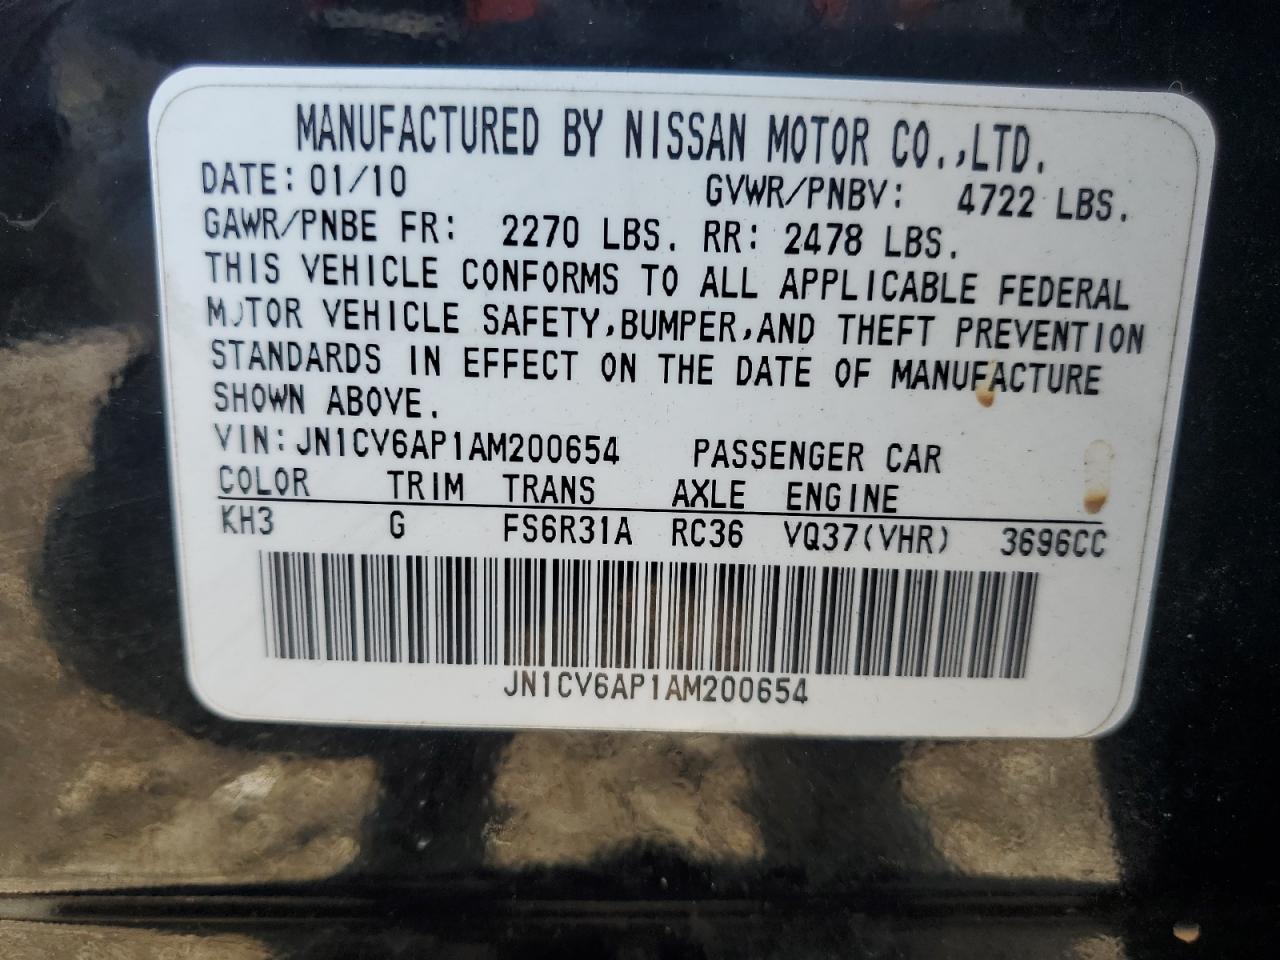 MANUFACTURED BY NISSAN MOTOR CO.,LTD.
DATE: 01/10 GVWR/PNBV: 4722 LBS.
GAWR/PNBE FR: 2270 LBS. RR: 2478 LBS.
THIS VEHICLE CONFORMS TO ALL APPLICABLE FEDERAL
MOTOR VEHICLE SAFETY,BUMPER,AND THEFT PREVENTION
STANDARDS IN EFFECT ON THE DATE OF MANUFACTURE
SHOWN ABOVE.
VIN: JN1CV6AP1AM200654 PASSENGER CAR
COLOR TRIM TRANS AXLE ENGINE
KH3 G FS6R31A RC36 VQ37(VHR) 3696CC
JN1CV6AP1AM200654